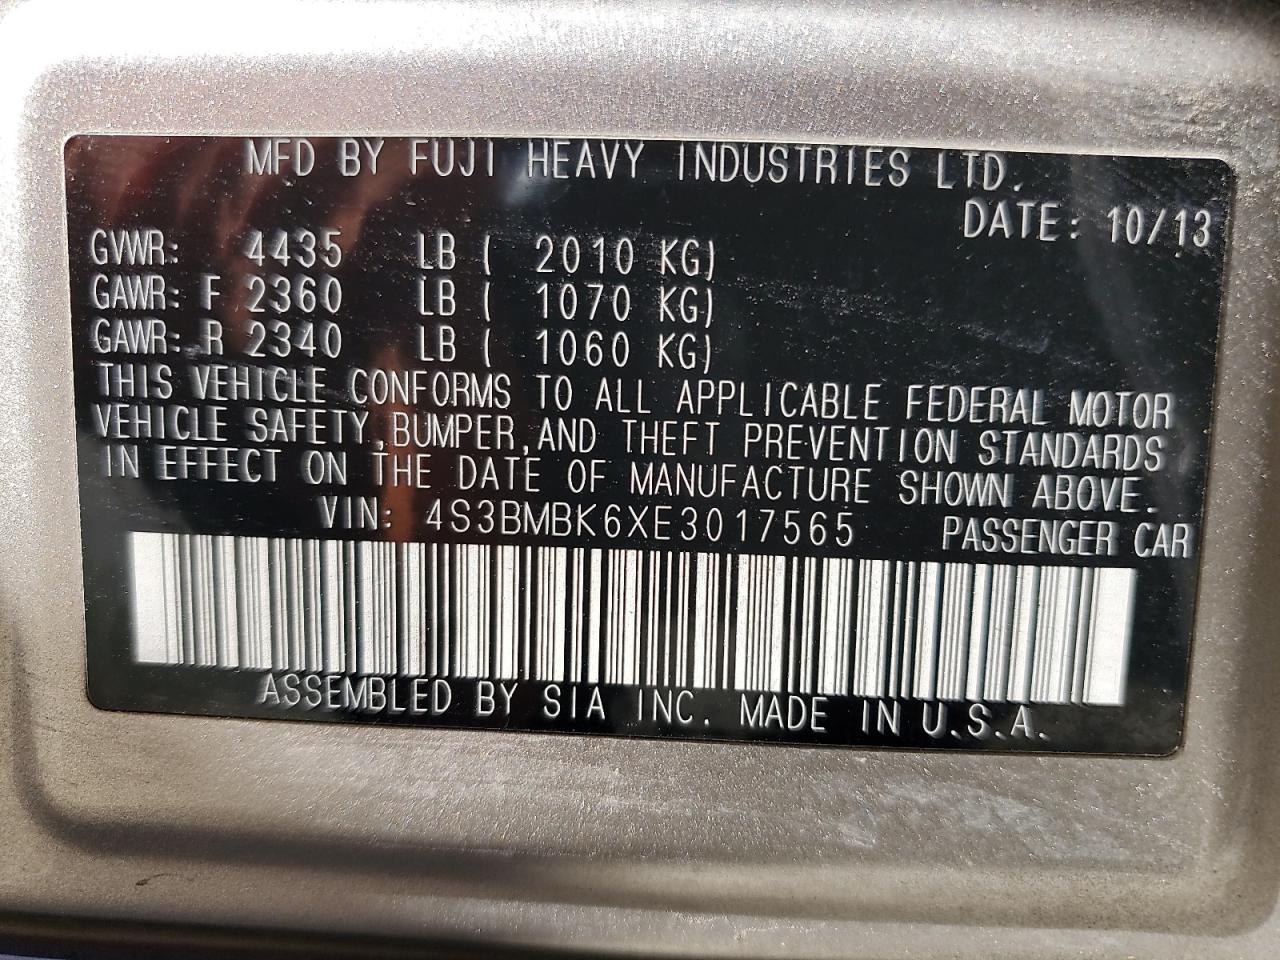 MFD BY FUJI HEAVY INDUSTRIES LTD.
DATE: 10/13
GVWR: 4435 LB ( 2010 KG)
GAWR: F 2360 LB ( 1070 KG)
GAWR: R 2340 LB ( 1060 KG)
THIS VEHICLE CONFORMS TO ALL APPLICABLE FEDERAL MOTOR
VEHICLE SAFETY, BUMPER, AND THEFT PREVENTION STANDARDS
IN EFFECT ON THE DATE OF MANUFACTURE SHOWN ABOVE.
VIN: 4S3BMBK6XE3017565 PASSENGER CAR
ASSEMBLED BY SIA INC. MADE IN U.S.A.